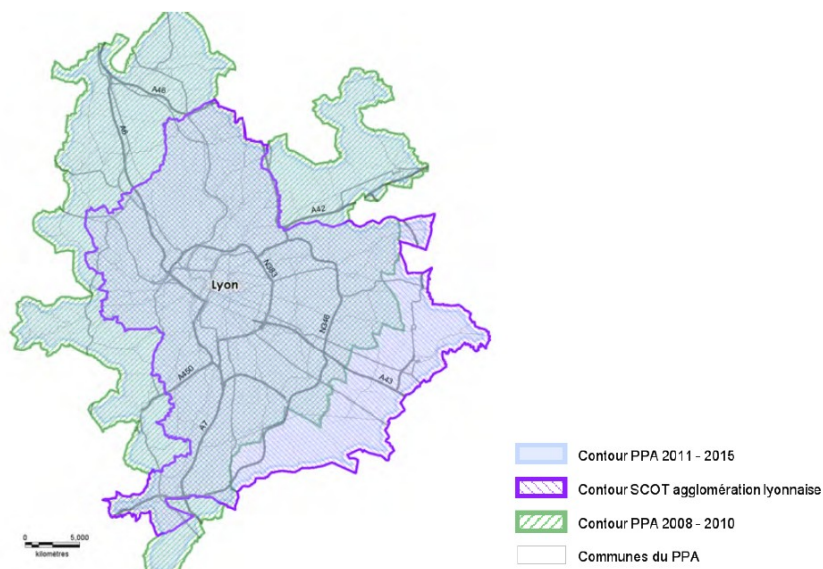 A46
A6
A42
N383
Lyon
N346
A450
A43
A7
Contour PPA 2011 - 2015
Contour SCOT agglomération lyonnaise
Contour PPA 2008 - 2010
Communes du PPA
0 5,000
kilomètres